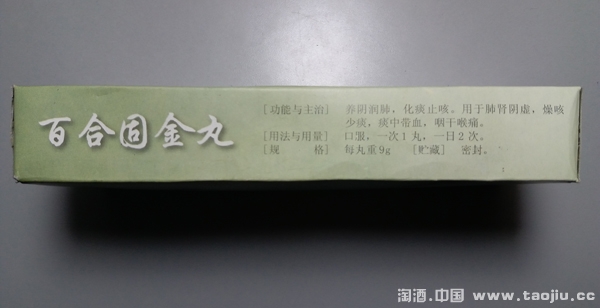 百合固金丸
[功能与主治] 养阴润肺，化痰止咳。用于肺肾阴虚，燥咳
少痰，痰中带血，咽干喉痛。
[用法与用量] 口服，一次1丸，一日2次。
[规 格] 每丸重9g [贮藏] 密封。
淘酒.中国 www.taojiu.cc